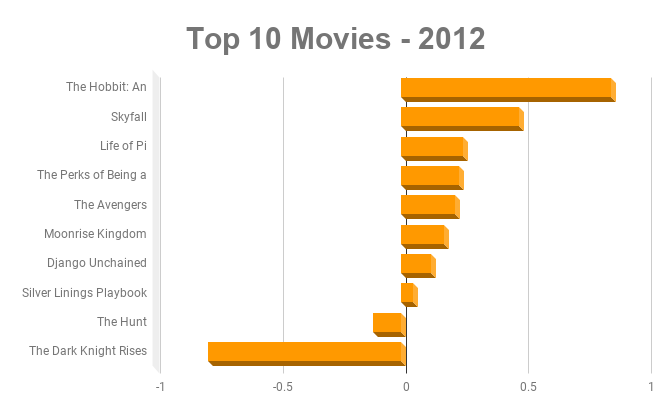 Top 10 Movies - 2012
The Hobbit: An
Skyfall
Life of Pi
The Perks of Being a
The Avengers
Moonrise Kingdom
Django Unchained
Silver Linings Playbook
The Hunt
The Dark Knight Rises
-1 -0.5 0 0.5 1